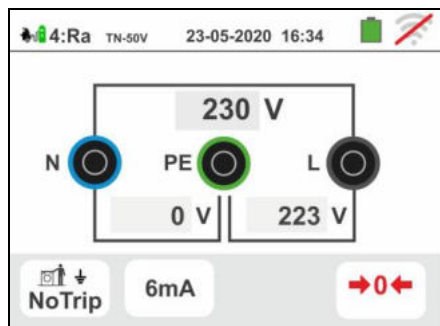 4:Ra TN-50V 23-05-2020 16:34
230 V
N PE L
0 V 223 V
NoTrip 6mA →0←